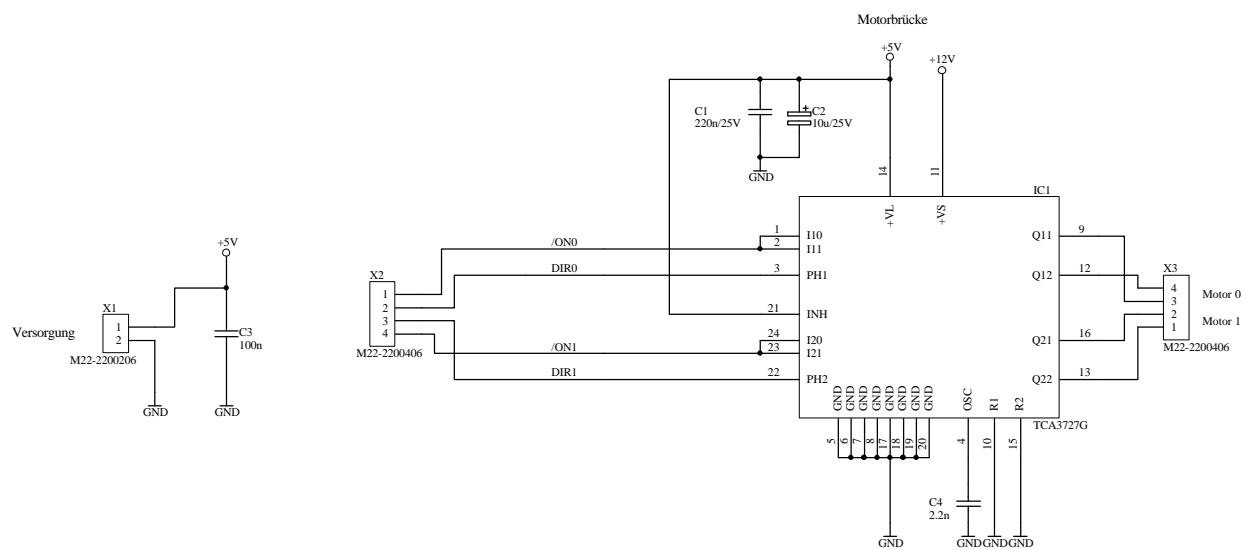 Motorbrücke
+5V
+12V
C1
220n/25V
+
C2
10u/25V
GND
14
11
IC1
+VL
+VS
1
I10
2
I11
/ON0
Q11
9
+5V
X2
DIR0
3
PH1
Q12
12
X3
1
2
3
4
4
3
2
1
Motor 0
Motor 1
X1
1
2
Versorgung
M22-2200206
C3
100n
21
INH
24
I20
23
I21
/ON1
Q21
16
M22-2200406
M22-2200406
DIR1
22
PH2
Q22
13
GND
GND
GND
GND
GND
GND
GND
GND
GND
GND
OSC
R1
R2
TCA3727G
5
6
7
8
17
18
19
20
4
10
15
C4
2.2n
GND
GND
GND
GND